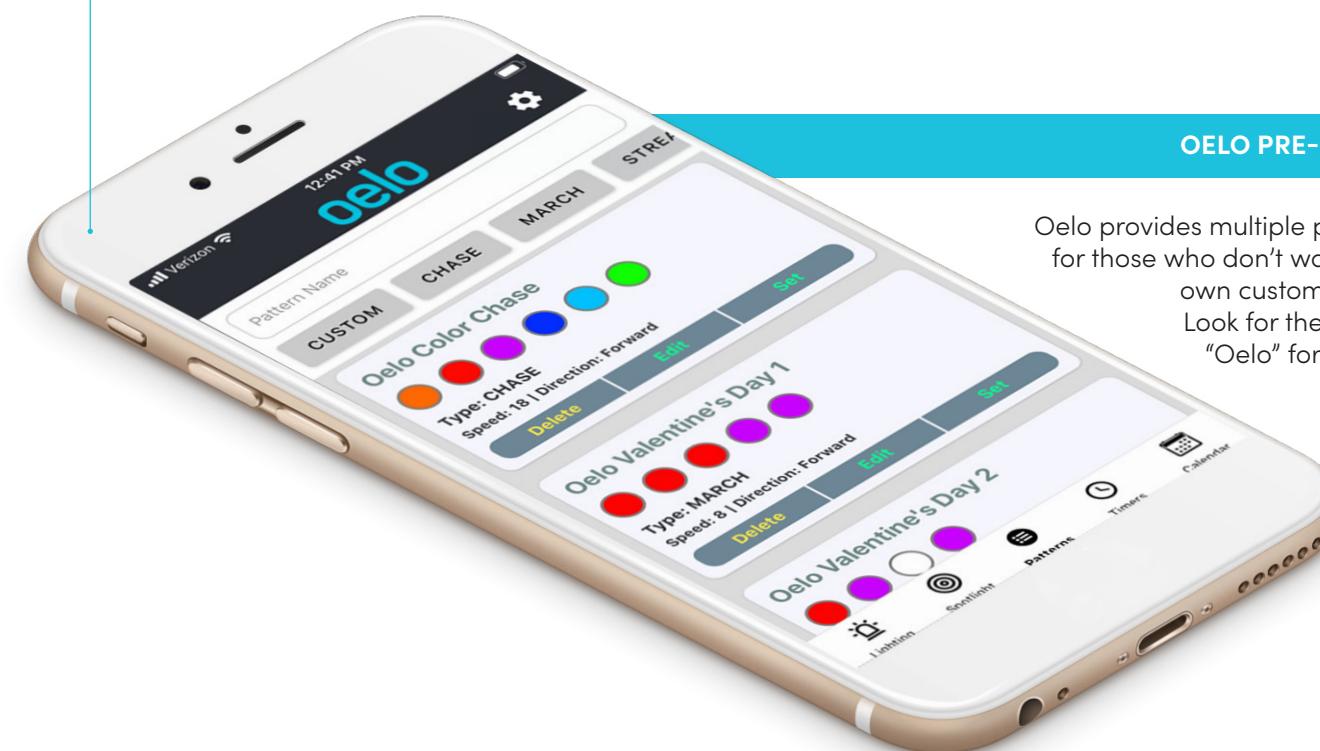 Verizon
12:41 PM
oelo
Pattern Name
CUSTOM
CHASE
MARCH
STREA
Oelo Color Chase
Type: CHASE
Speed: 18 | Direction: Forward
Delete
Edit
Set
Oelo Valentine's Day 1
Type: MARCH
Speed: 8 | Direction: Forward
Delete
Edit
Set
Oelo Valentine's Day 2
Lighting
Spotlight
Patterns
Timers
Calendar
OELO PRE-
Oelo provides multiple p
for those who don’t wa
own custom
Look for the
“Oelo” for